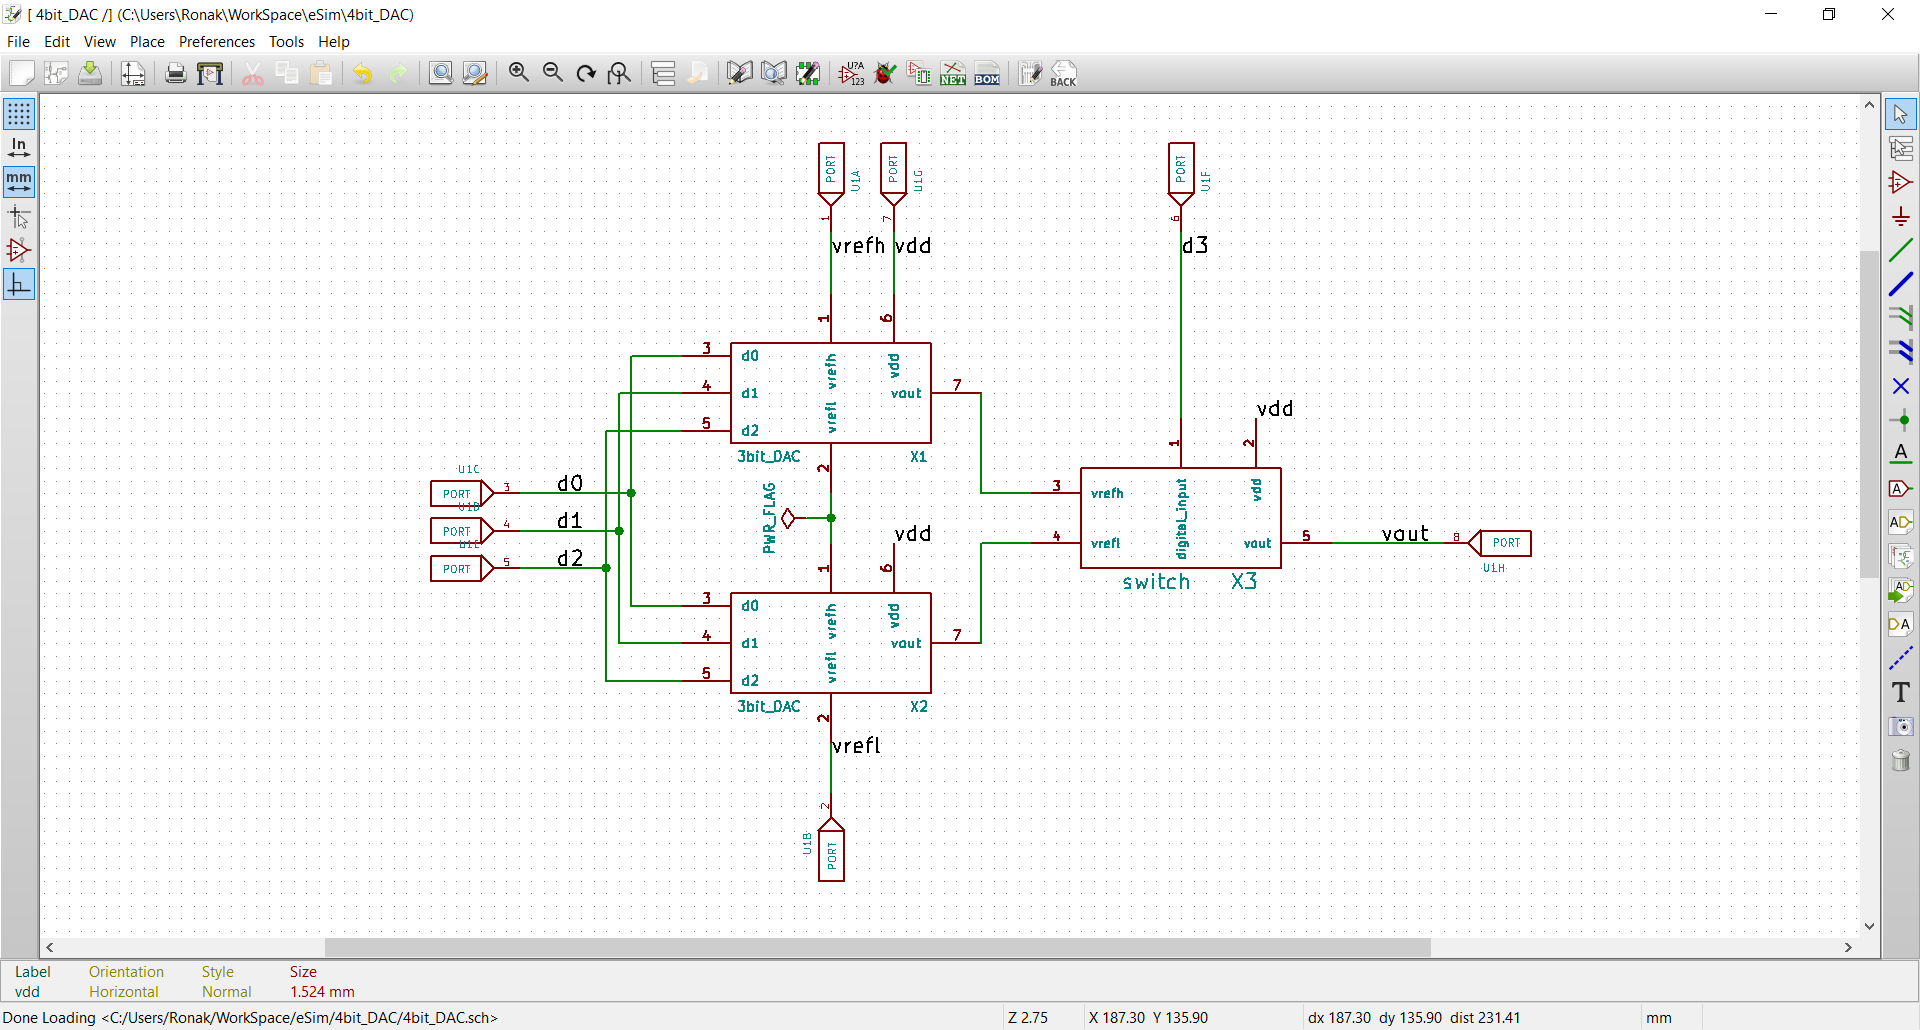 [ 4bit_DAC /] (C:\Users\Ronak\WorkSpace\eSim\4bit_DAC)
File Edit View Place Preferences Tools Help
U?A
123
NET
BOM
BACK
In
mm
PORT
U1A
1
PORT
U1G
7
PORT
U1F
6
vrefh
vdd
d3
1
6
3
d0
vrefh
vdd
4
d1
vout
7
5
d2
vrefl
3bit_DAC
X1
2
vdd
1
2
U1C
PORT
3
d0
U1D
PORT
4
d1
U1E
PORT
5
d2
PWR_FLAG
vdd
3
vrefh
digital_input
vdd
4
vrefl
vout
5
vout
8
PORT
U1H
switch
X3
1
6
3
d0
vrefh
vdd
4
d1
vout
7
5
d2
vrefl
3bit_DAC
X2
2
vrefl
2
U1B
PORT
A
A
AD
AD
DA
T
Label Orientation Style Size
vdd Horizontal Normal 1.524 mm
Done Loading <C:/Users/Ronak/WorkSpace/eSim/4bit_DAC/4bit_DAC.sch>
Z 2.75
X 187.30 Y 135.90
dx 187.30 dy 135.90 dist 231.41
mm